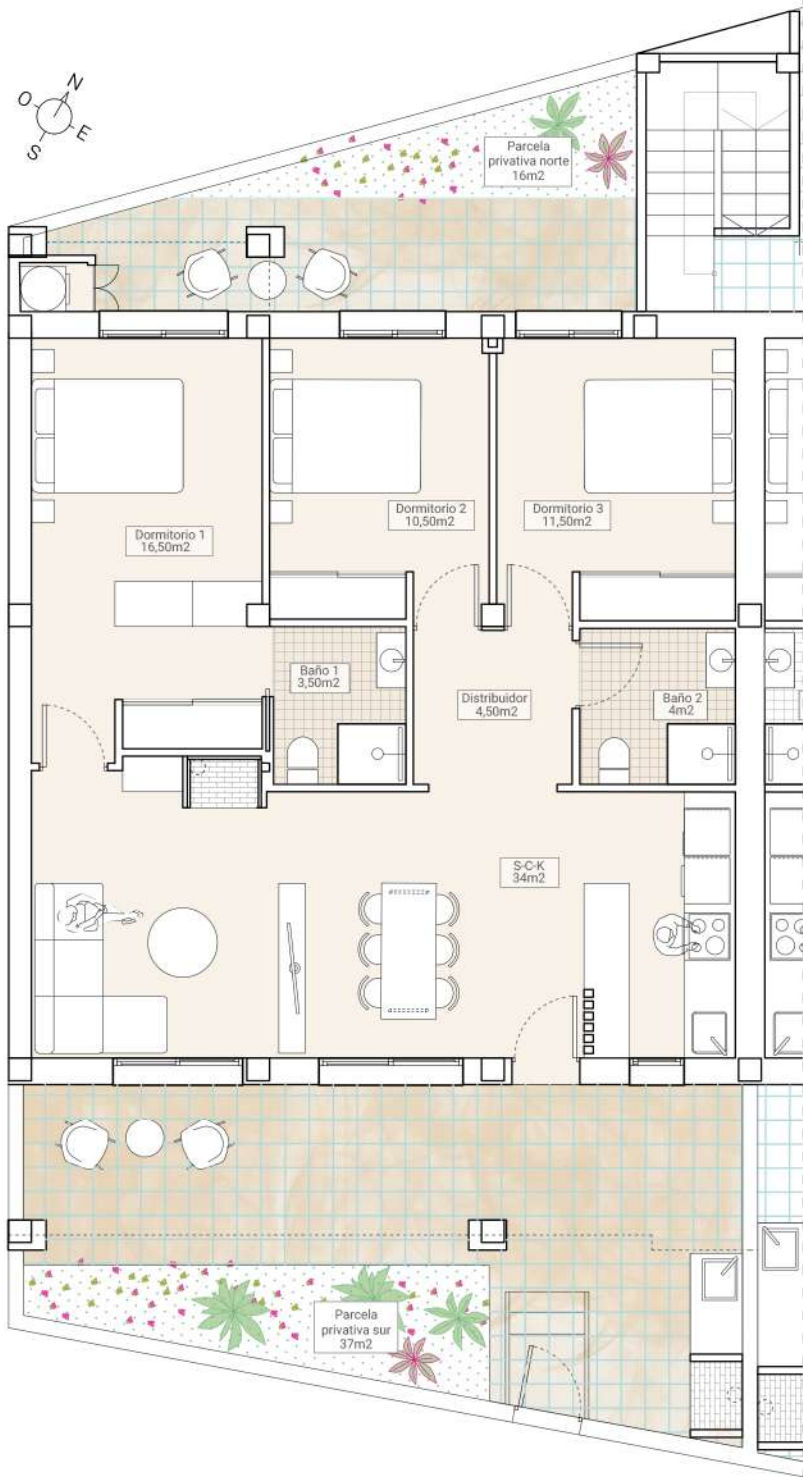 N
O
E
S
Parcela
privativa norte
16m2
Dormitorio 1
16,50m2
Dormitorio 2
10,50m2
Dormitorio 3
11,50m2
Baño 1
3,50m2
Distribuidor
4,50m2
Baño 2
4m2
S-C-K
34m2
Parcela
privativa sur
37m2